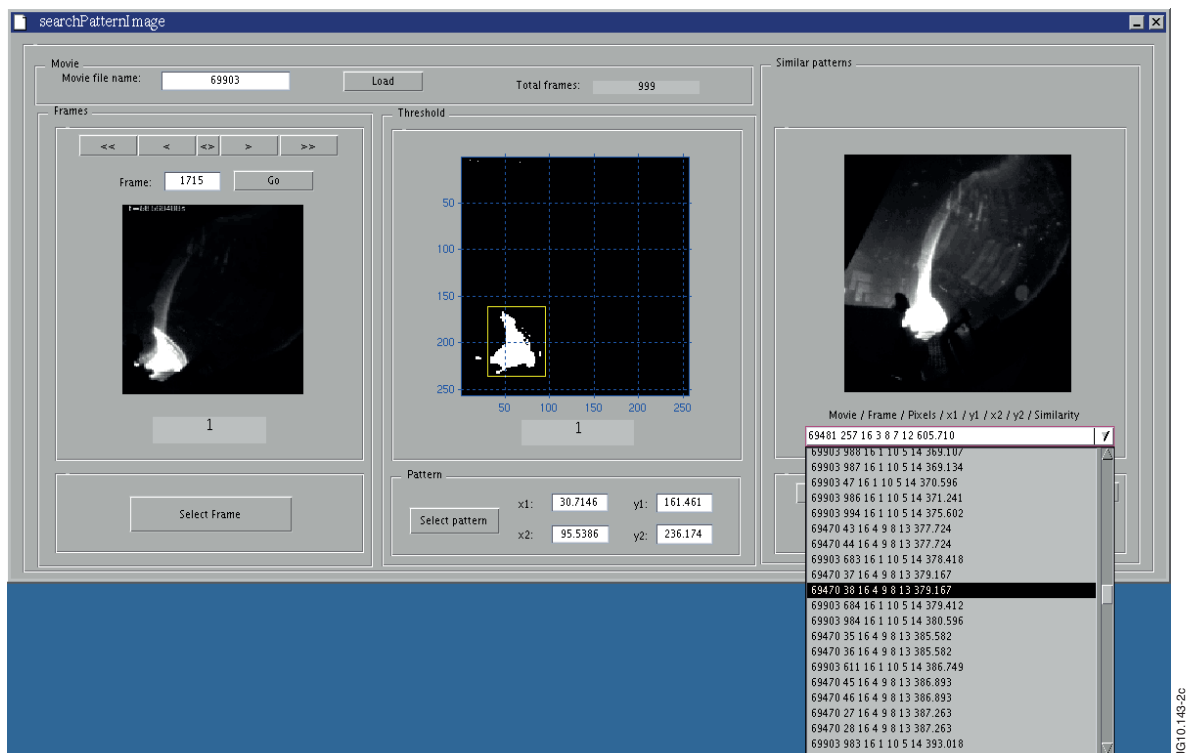 searchPatternImage
Movie
Movie file name: 69903 Load Total frames: 999
Frames
<< < <> > >>
Frame: 1715 Go
1
Select Frame
Threshold
50
100
150
200
250
50 100 150 200 250
1
Pattern
Select pattern
x1: 30.7146 y1: 161.461
x2: 95.5386 y2: 236.174
Similar patterns
Movie / Frame / Pixels / x1 / y1 / x2 / y2 / Similarity
69481 257 16 3 8 7 12 605.710
69903 988 16 1 10 5 14 369.107
69903 987 16 1 10 5 14 369.134
69903 47 16 1 10 5 14 370.596
69903 986 16 1 10 5 14 371.241
69903 994 16 1 10 5 14 375.602
69470 43 16 4 9 8 13 377.724
69470 44 16 4 9 8 13 377.724
69903 683 16 1 10 5 14 378.418
69470 37 16 4 9 8 13 379.167
69470 38 16 4 9 8 13 379.167
69903 684 16 1 10 5 14 379.412
69903 984 16 1 10 5 14 380.596
69470 35 16 4 9 8 13 385.582
69470 36 16 4 9 8 13 385.582
69903 611 16 1 10 5 14 386.749
69470 45 16 4 9 8 13 386.893
69470 46 16 4 9 8 13 386.893
69470 27 16 4 9 8 13 387.263
69470 28 16 4 9 8 13 387.263
69903 983 16 1 10 5 14 393.018
IG10.143-2c